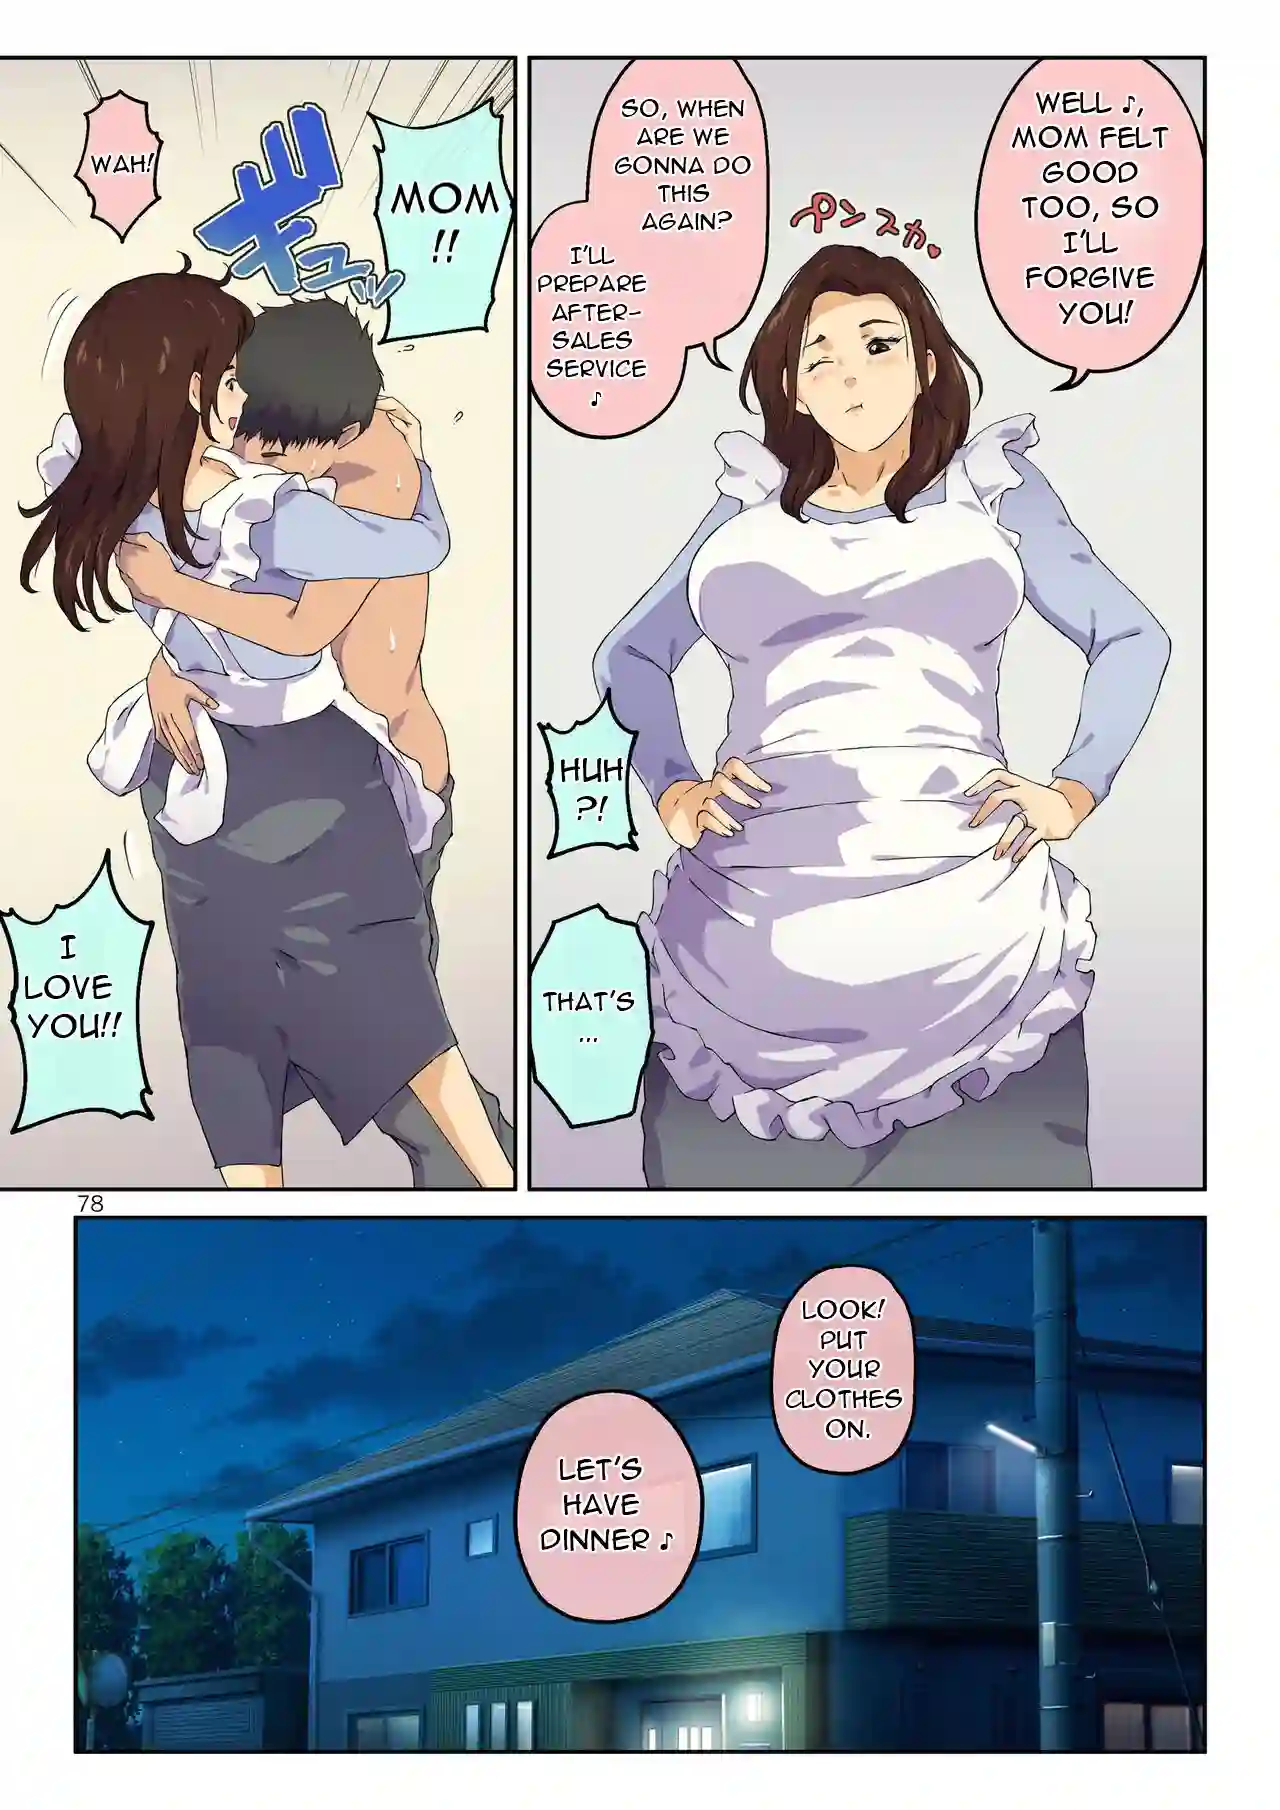 WELL ♪,
MOM FELT
GOOD
TOO, SO
I'LL
FORGIVE
YOU!
プンスカ♥
SO, WHEN
ARE WE
GONNA DO
THIS
AGAIN?
I'LL
PREPARE
AFTER-
SALES
SERVICE
♪
HUH
?!
THAT'S
...
MOM
!!
ギュッ
WAH!
I
LOVE
YOU!!
78
LOOK!
PUT
YOUR
CLOTHES
ON.
LET'S
HAVE
DINNER ♪